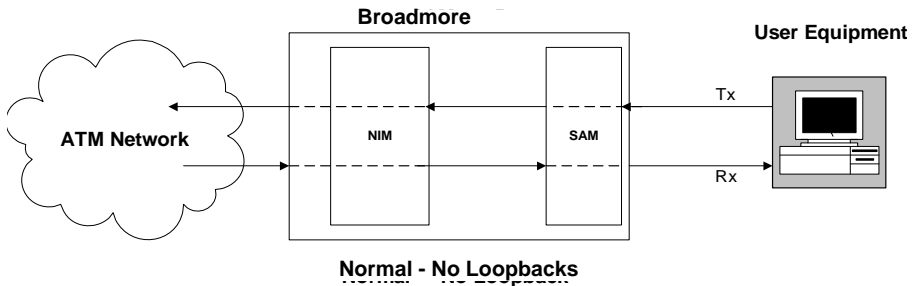 Broadmore
User Equipment
Tx
ATM Network
NIM
SAM
Rx
Normal - No Loopbacks